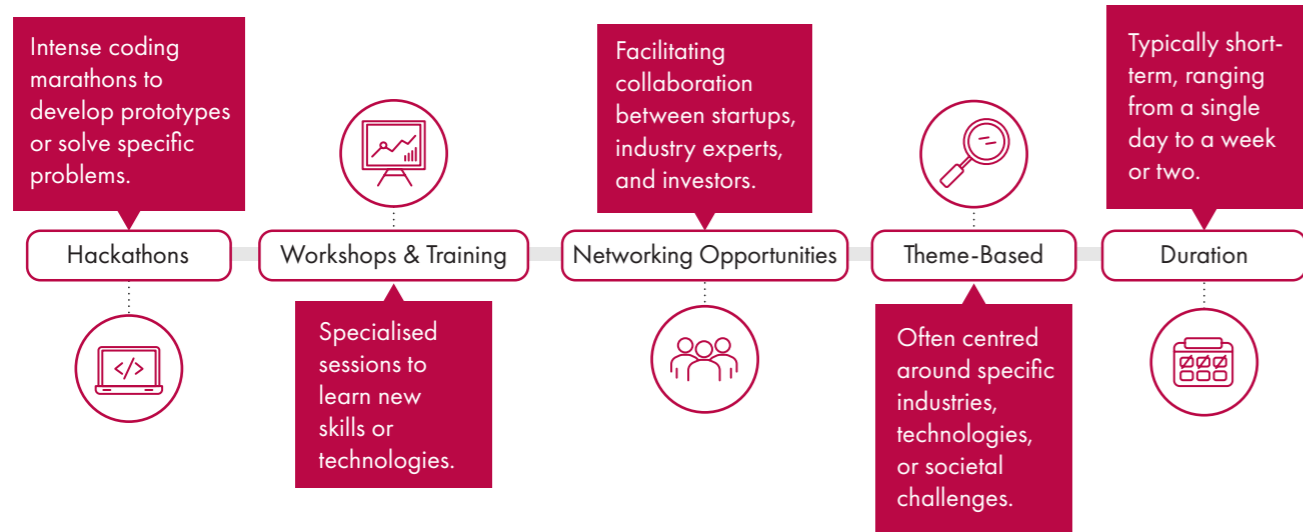 Intense coding
marathons to
develop prototypes
or solve specific
problems.
Facilitating
collaboration
between startups,
industry experts,
and investors.
Typically short-
term, ranging
from a single
day to a week
or two.
Hackathons
Workshops & Training
Networking Opportunities
Theme-Based
Duration
</>
Specialised
sessions to
learn new
skills or
technologies.
Often centred
around specific
industries,
technologies,
or societal
challenges.